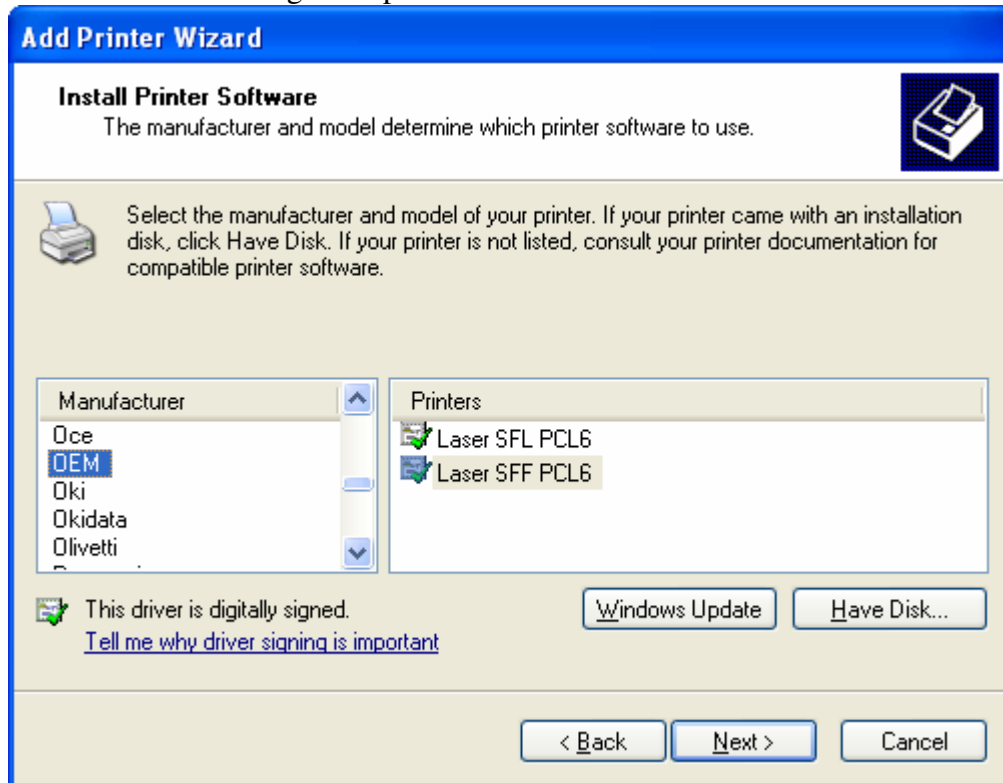 Add Printer Wizard
Install Printer Software
The manufacturer and model determine which printer software to use.
Select the manufacturer and model of your printer. If your printer came with an installation
disk, click Have Disk. If your printer is not listed, consult your printer documentation for
compatible printer software.
Manufacturer
Printers
Oce
OEM
Oki
Okidata
Olivetti
Laser SFL PCL6
Laser SFF PCL6
This driver is digitally signed.
Tell me why driver signing is important
Windows Update
Have Disk...
< Back
Next >
Cancel